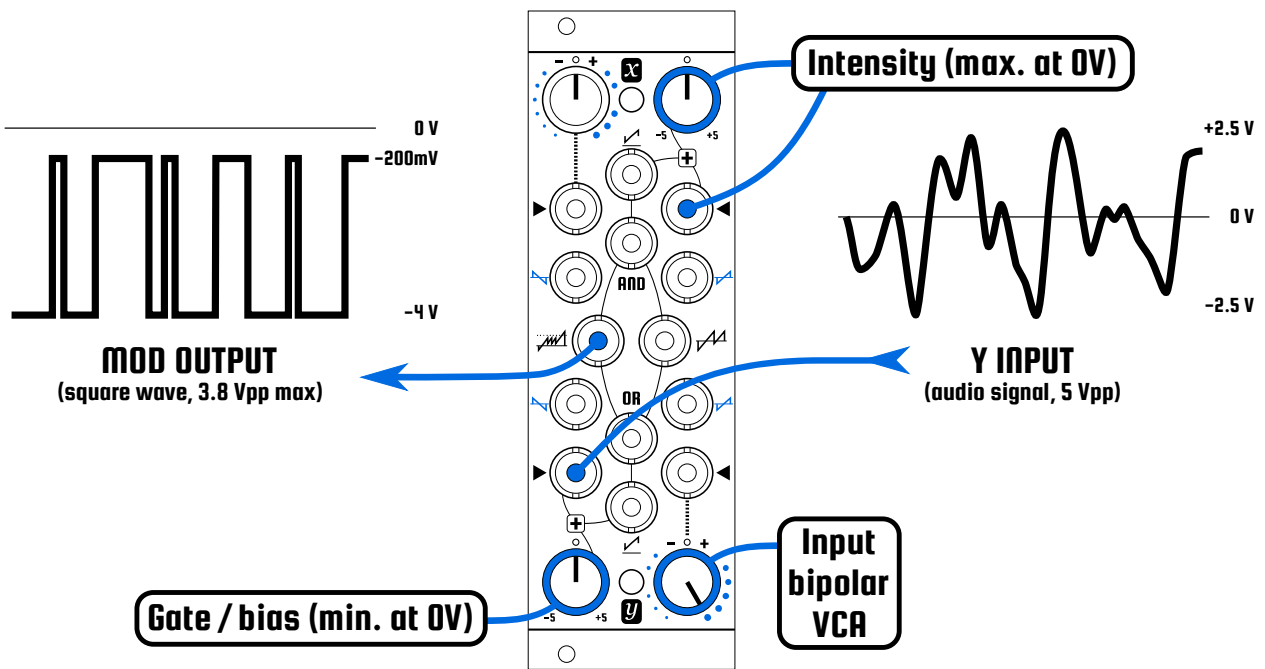 Intensity (max. at 0V)
- +
x
-5 +5
+
0 V
-200mV
-4 V
MOD OUTPUT
(square wave, 3.8 Vpp max)
+2.5 V
0 V
-2.5 V
Y INPUT
(audio signal, 5 Vpp)
AND
OR
+
- +
-5 +5
y
Gate / bias (min. at 0V)
Input
bipolar
VCA